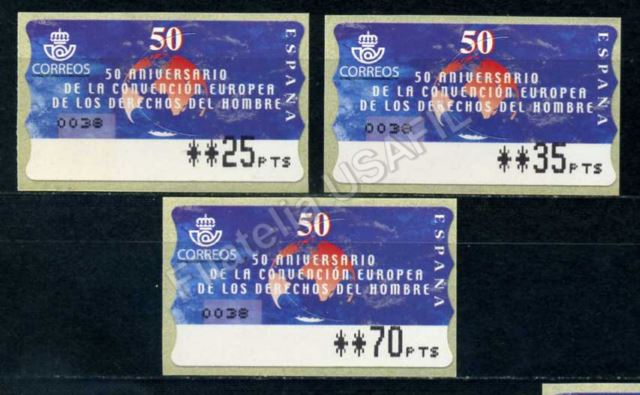 50
CORREOS
ESPAÑA
50 ANIVERSARIO
DE LA CONVENCIÓN EUROPEA
DE LOS DERECHOS DEL HOMBRE
0038
**25PTS
50
CORREOS
ESPAÑA
50 ANIVERSARIO
DE LA CONVENCIÓN EUROPEA
DE LOS DERECHOS DEL HOMBRE
0038
**35PTS
50
CORREOS
ESPAÑA
50 ANIVERSARIO
DE LA CONVENCIÓN EUROPEA
DE LOS DERECHOS DEL HOMBRE
0038
**70PTS
Filatelia USAFIL